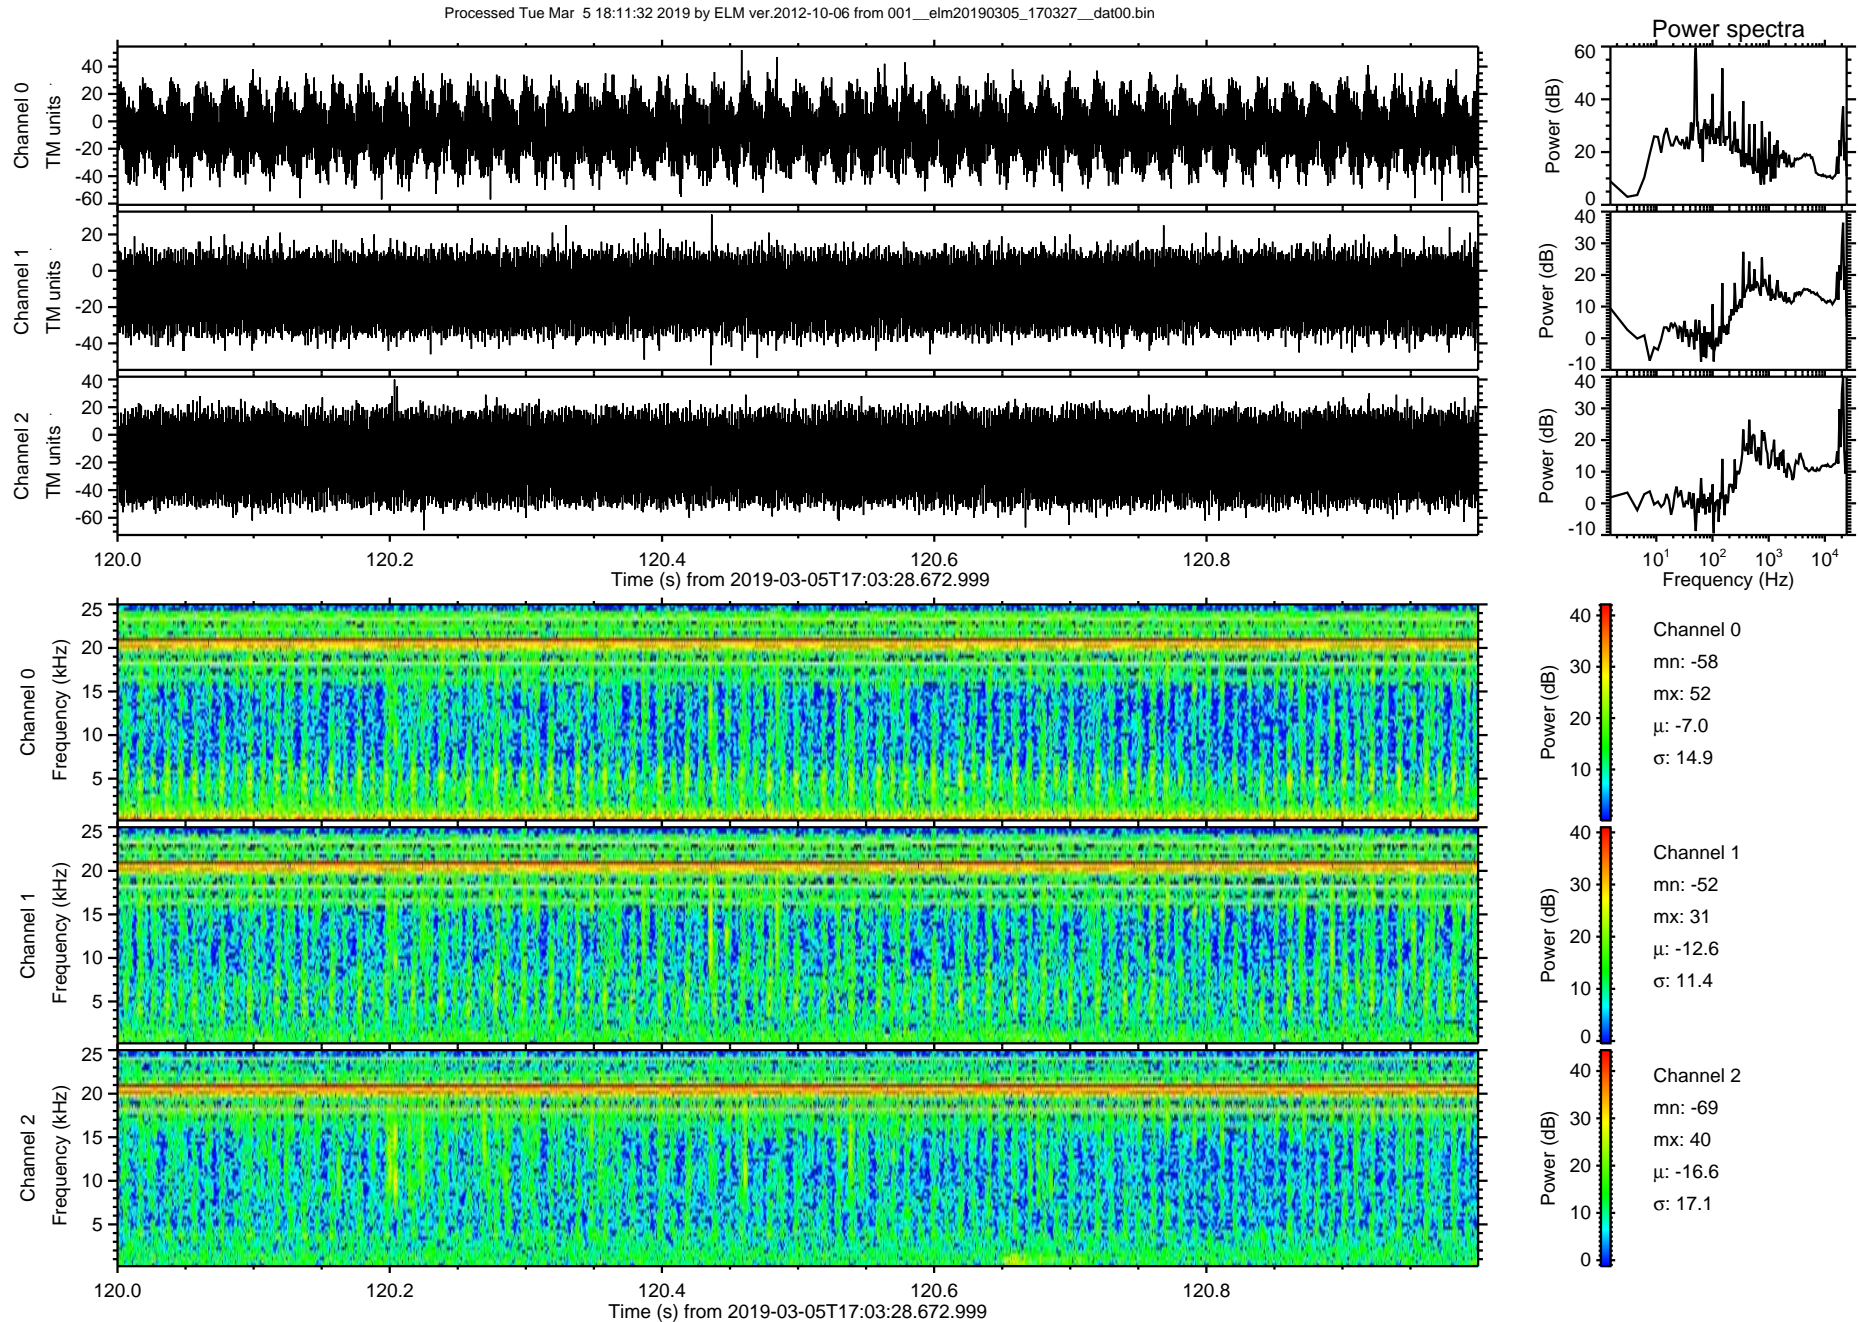 Processed Tue Mar 5 18:11:32 2019 by ELM ver.2012-10-06 from 001__elm20190305_170327__dat00.bin
Power spectra
Channel 0
TM units
40
20
0
-20
-40
-60
Power (dB)
60
40
20
0
Channel 1
TM units
20
0
-20
-40
Power (dB)
40
30
20
10
0
-10
Channel 2
TM units
40
20
0
-20
-40
-60
Power (dB)
40
30
20
10
0
-10
120.0 120.2 120.4 120.6 120.8
Time (s) from 2019-03-05T17:03:28.672.999
10^1 10^2 10^3 10^4
Frequency (Hz)
Channel 0
Frequency (kHz)
25
20
15
10
5
Power (dB)
40
30
20
10
Channel 0
mn: -58
mx: 52
μ: -7.0
σ: 14.9
Channel 1
Frequency (kHz)
25
20
15
10
5
Power (dB)
40
30
20
10
0
Channel 1
mn: -52
mx: 31
μ: -12.6
σ: 11.4
Channel 2
Frequency (kHz)
25
20
15
10
5
Power (dB)
40
30
20
10
0
Channel 2
mn: -69
mx: 40
μ: -16.6
σ: 17.1
120.0 120.2 120.4 120.6 120.8
Time (s) from 2019-03-05T17:03:28.672.999